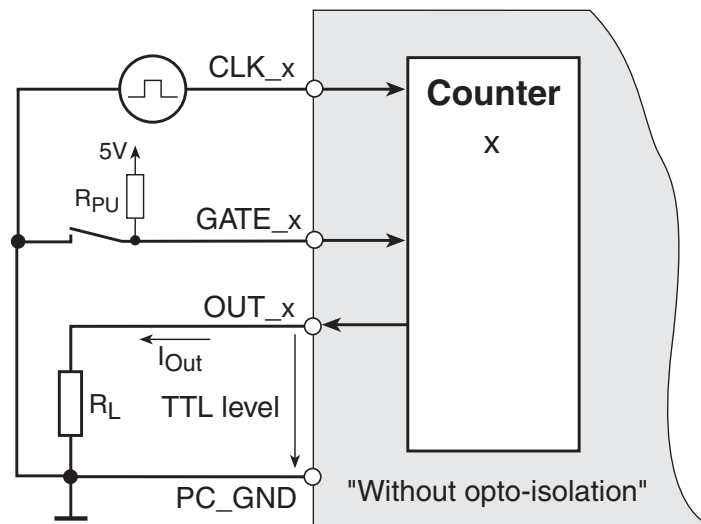 CLK_x
Counter
x
5V
RPU
GATE_x
OUT_x
IOut
RL
TTL level
PC_GND
"Without opto-isolation"